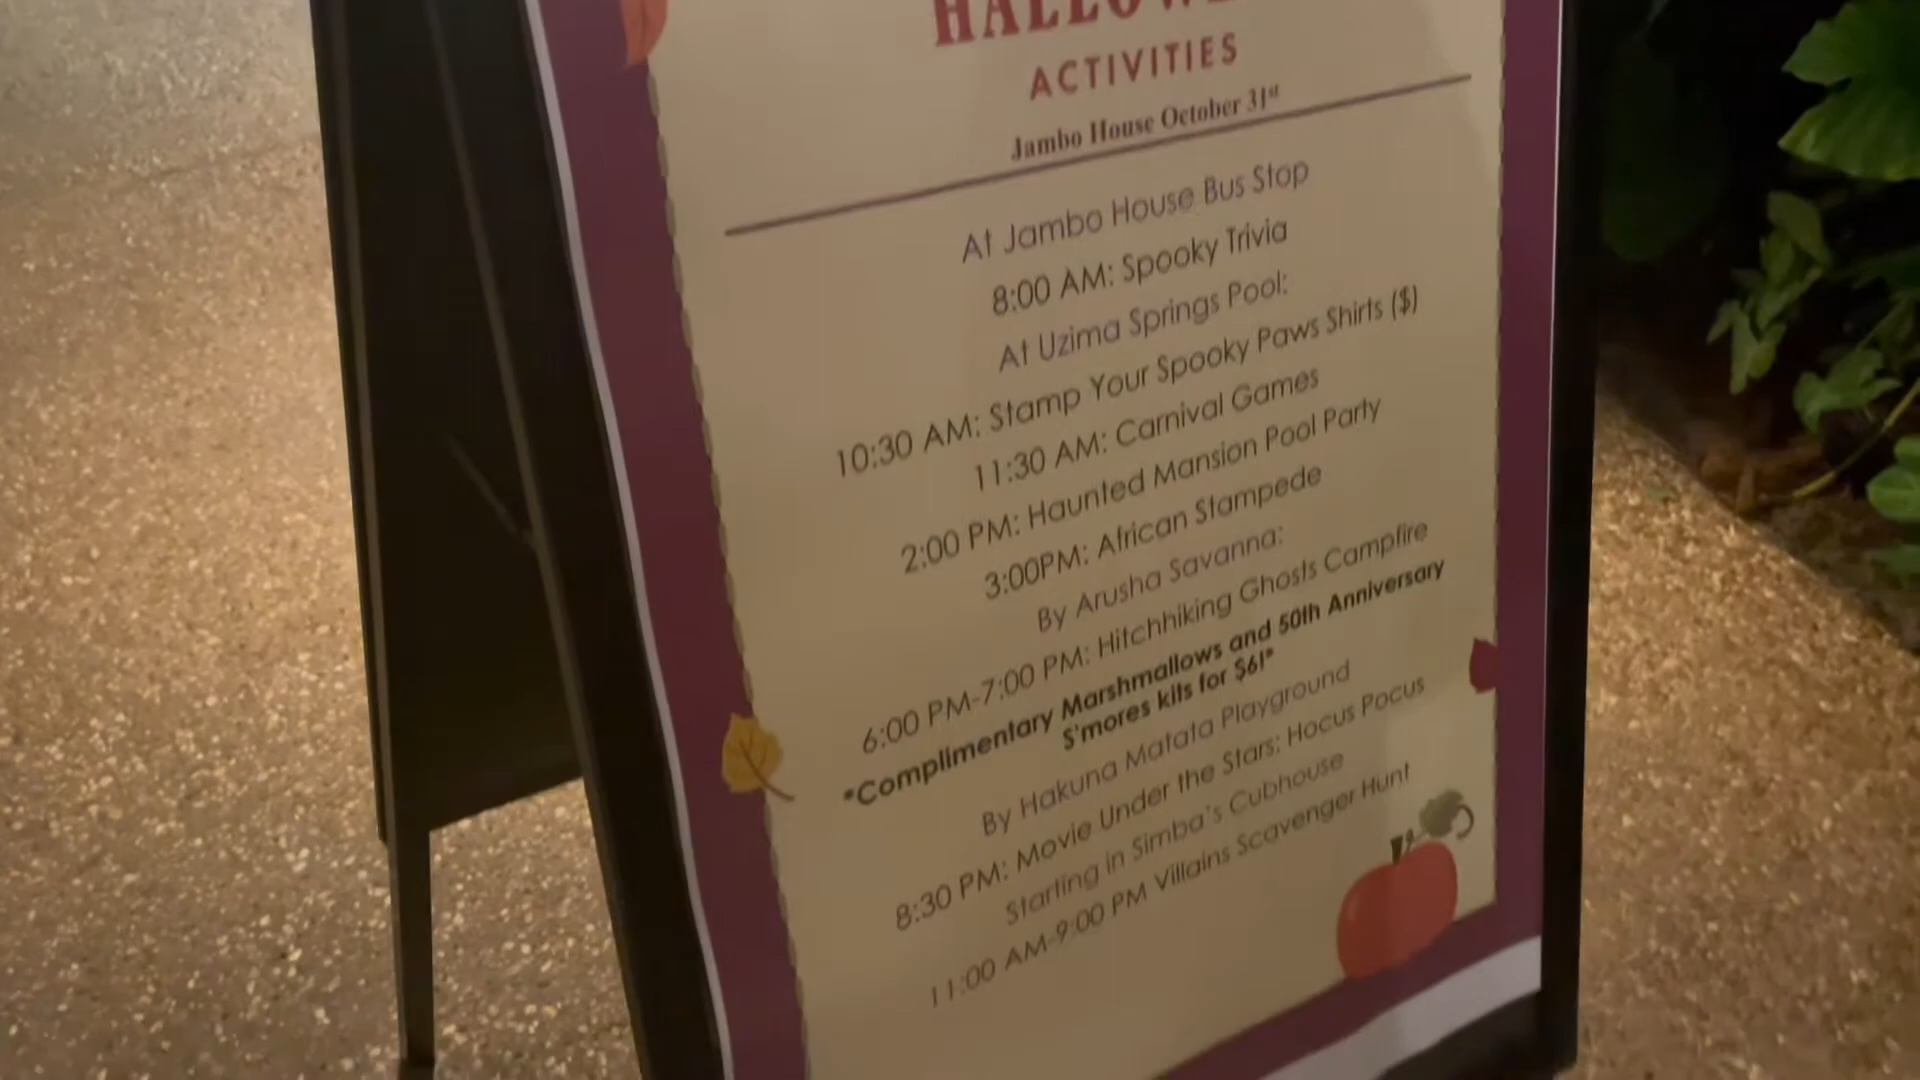 ACTIVITIES
Jambo House October 31st
At Jambo House Bus Stop
8:00 AM: Spooky Trivia
At Uzima Springs Pool:
10:30 AM: Stamp Your Spooky Paws Shirts ($)
11:30 AM: Carnival Games
2:00 PM: Haunted Mansion Pool Party
3:00PM: African Stampede
By Arusha Savanna:
6:00 PM-7:00 PM: Hitchhiking Ghosts Campfire
*Complimentary Marshmallows and 50th Anniversary
S'mores kits for $6!*
By Hakuna Matata Playground
8:30 PM: Movie Under the Stars: Hocus Pocus
Starting in Simba's Cubhouse
11:00 AM-9:00 PM Villains Scavenger Hunt